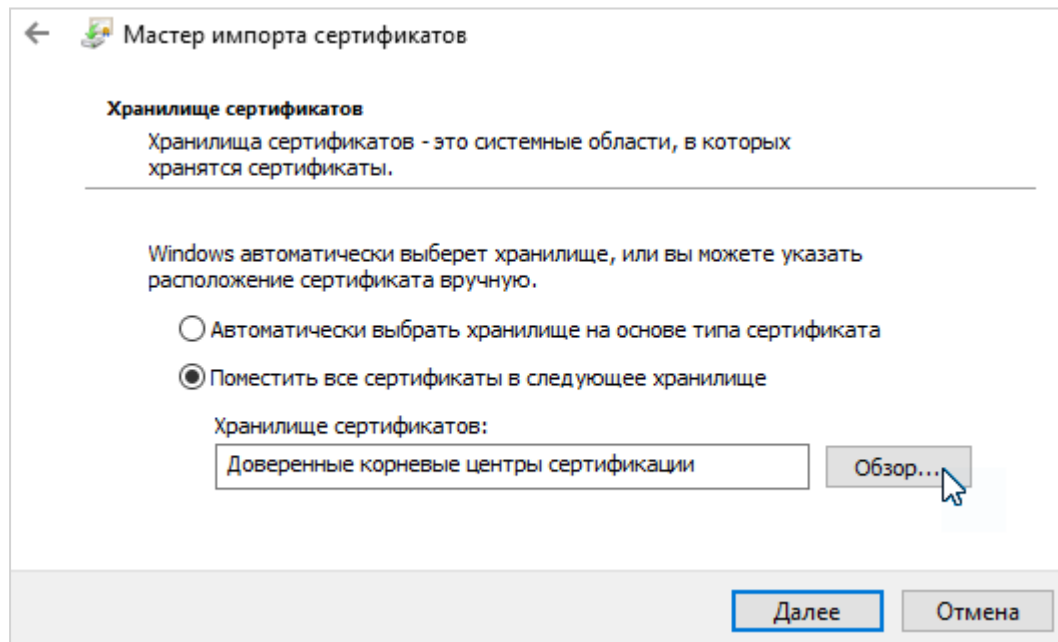 Мастер импорта сертификатов
Хранилище сертификатов
Хранилища сертификатов - это системные области, в которых
хранятся сертификаты.
Windows автоматически выберет хранилище, или вы можете указать
расположение сертификата вручную.
Автоматически выбрать хранилище на основе типа сертификата
Поместить все сертификаты в следующее хранилище
Хранилище сертификатов:
Доверенные корневые центры сертификации
Обзор...
Далее
Отмена